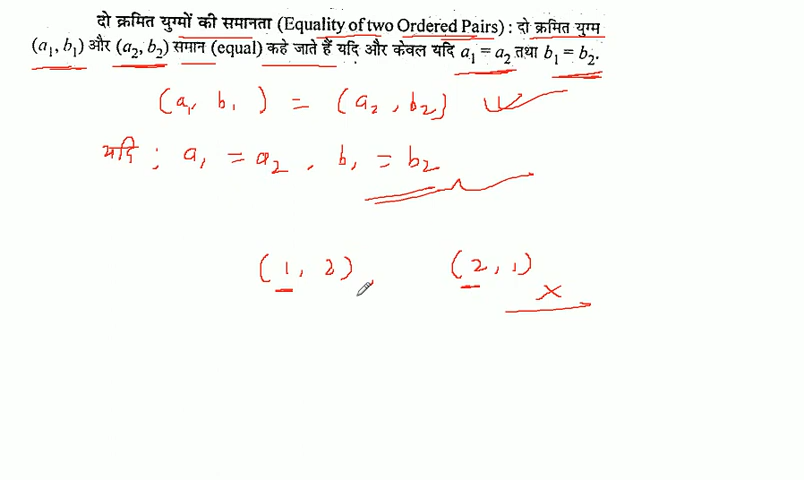 दो क्रमित युग्मों की समानता (Equality of two Ordered Pairs) : दो क्रमित युग्म
(a₁, b₁) और (a₂, b₂) समान (equal) कहे जाते हैं यदि और केवल यदि a₁ = a₂ तथा b₁ = b₂.
(a₁, b₁) = (a₂, b₂)
यदि : a₁ = a₂, b₁ = b₂
(1, 2), (2, 1) ×